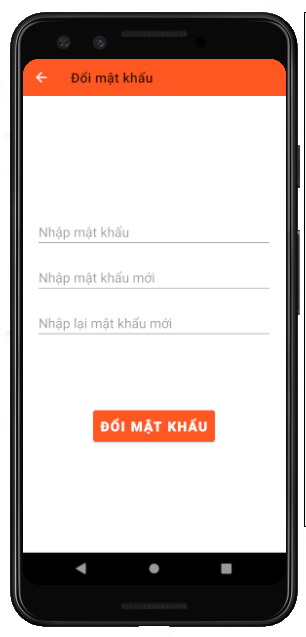 Đổi mật khẩu
Nhập mật khẩu
Nhập mật khẩu mới
Nhập lại mật khẩu mới
ĐỔI MẬT KHẨU